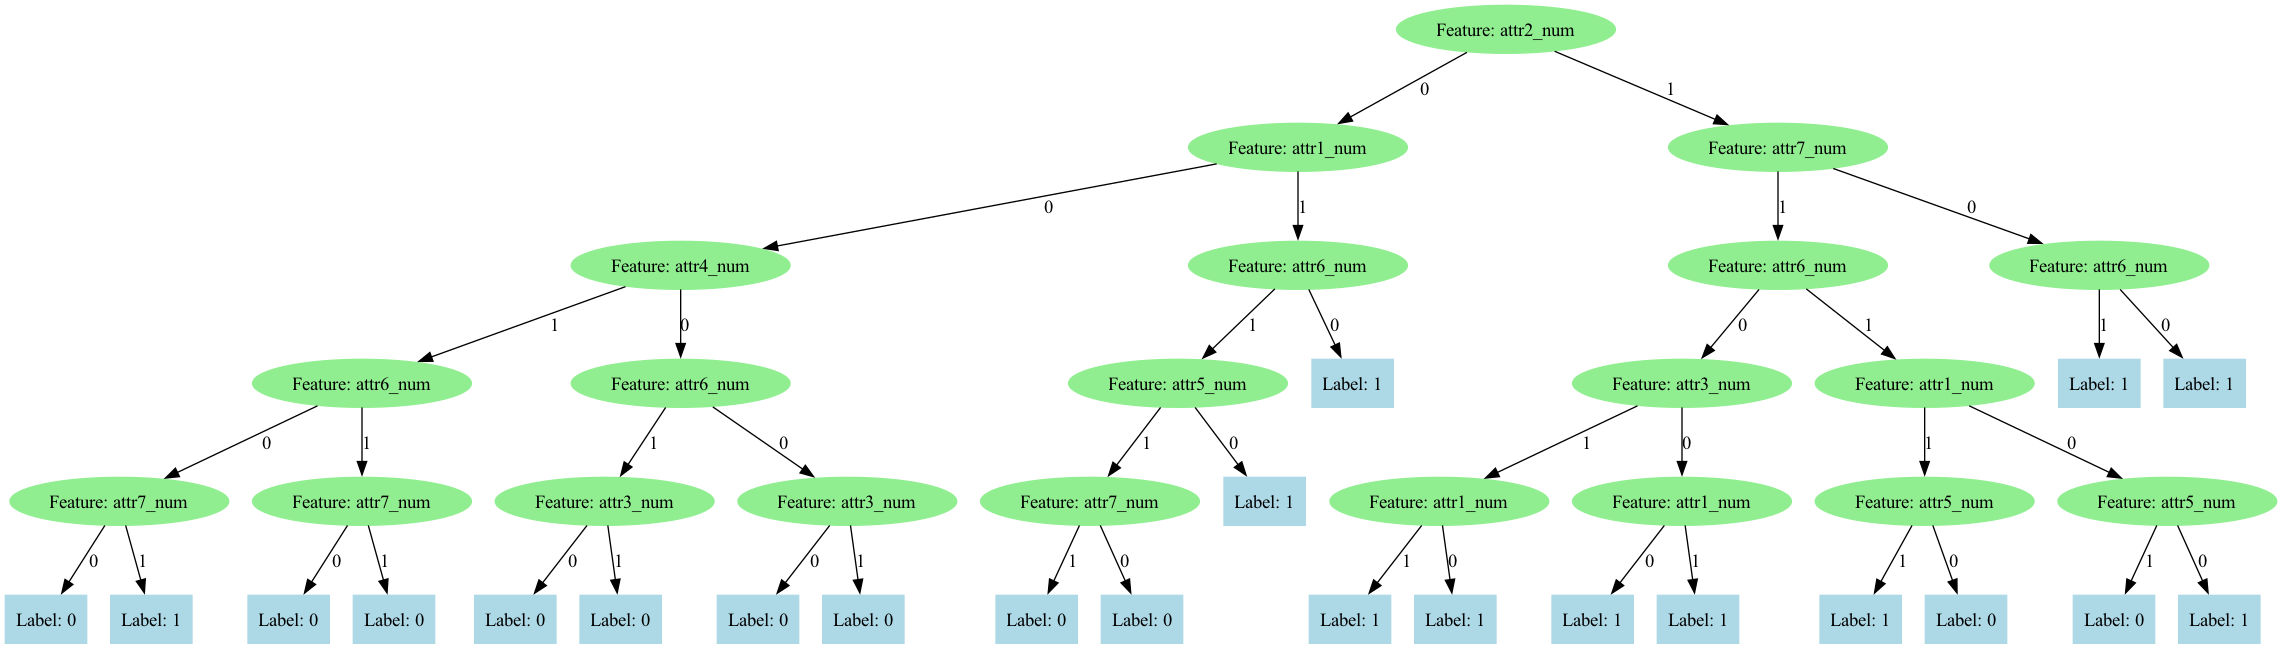 Feature: attr2_num
0
1
Feature: attr1_num
Feature: attr7_num
0
1
1
0
Feature: attr4_num
Feature: attr6_num
Feature: attr6_num
Feature: attr6_num
1
0
1
0
0
1
1
0
Feature: attr6_num
Feature: attr6_num
Feature: attr5_num
Label: 1
Feature: attr3_num
Feature: attr1_num
Label: 1
Label: 1
0
1
1
0
1
0
1
0
1
0
Feature: attr7_num
Feature: attr7_num
Feature: attr3_num
Feature: attr3_num
Feature: attr7_num
Label: 1
Feature: attr1_num
Feature: attr1_num
Feature: attr5_num
Feature: attr5_num
0
1
0
1
0
1
0
1
1
0
1
0
0
1
1
0
1
0
Label: 0
Label: 1
Label: 0
Label: 0
Label: 0
Label: 0
Label: 0
Label: 0
Label: 0
Label: 0
Label: 1
Label: 1
Label: 1
Label: 1
Label: 1
Label: 0
Label: 0
Label: 1